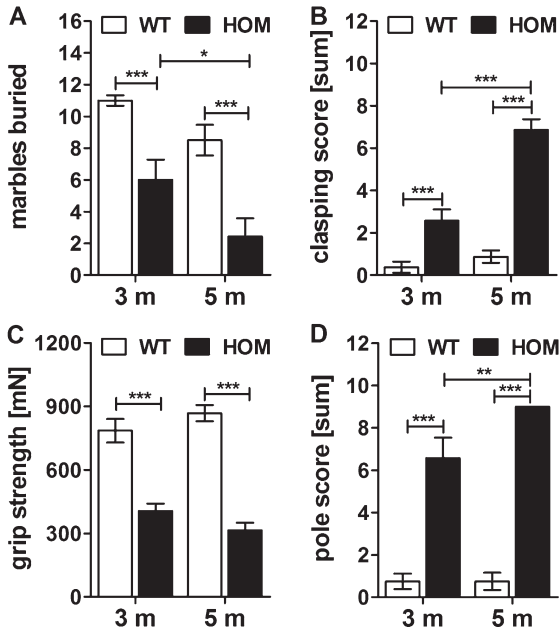 A
WT HOM
marbles buried
16
14
12
10
8
6
4
2
0
***
*
***
3 m 5 m
B
WT HOM
clasping score [sum]
12
10
8
6
4
2
0
***
***
***
3 m 5 m
C
WT HOM
grip strength [mN]
1200
900
600
300
0
***
***
3 m 5 m
D
WT HOM
pole score [sum]
12
10
8
6
4
2
0
**
***
***
3 m 5 m